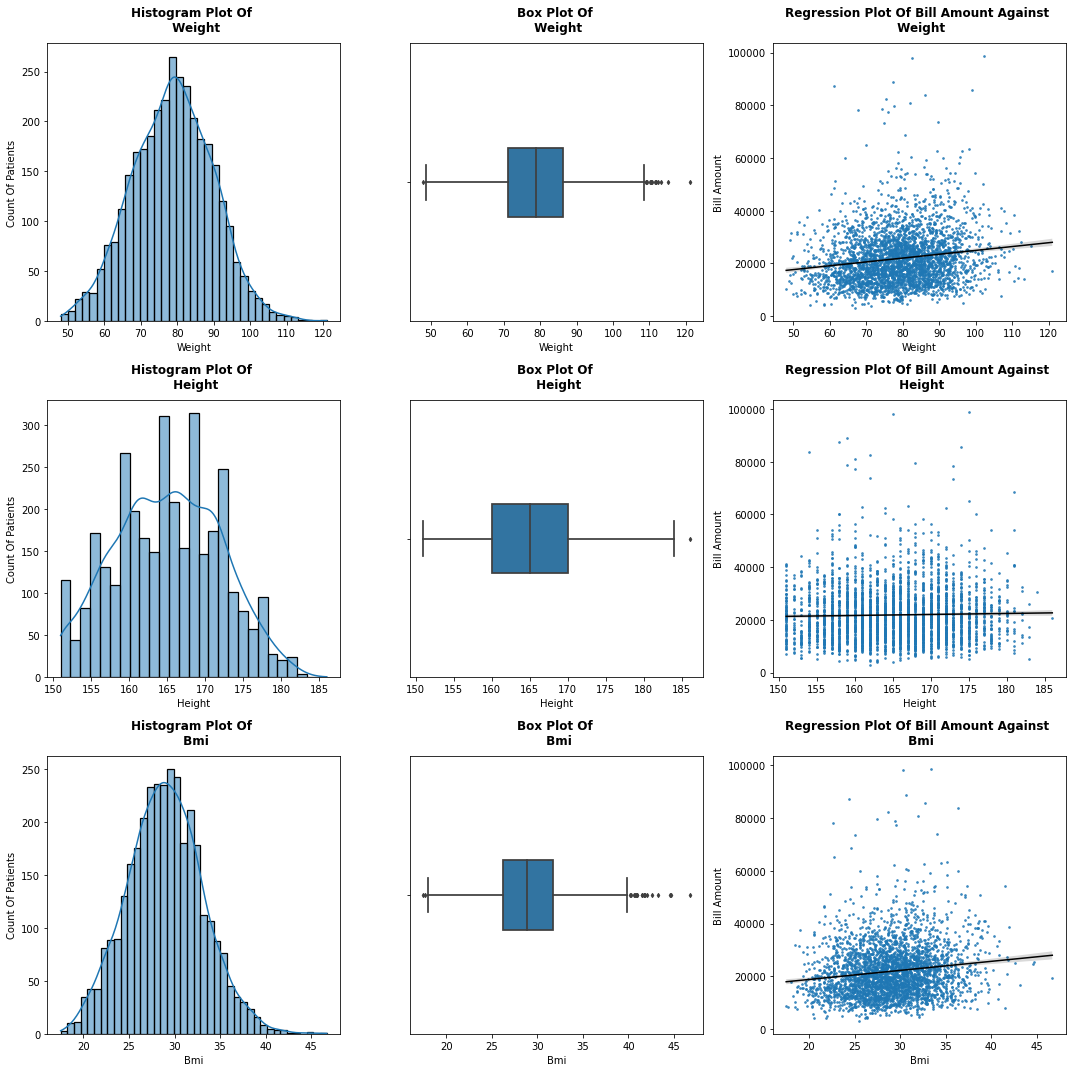 Histogram Plot Of
Weight
Box Plot Of
Weight
Regression Plot Of Bill Amount Against
Weight
Count Of Patients
250
200
150
100
50
0
50 60 70 80 90 100 110 120
Weight
50 60 70 80 90 100 110 120
Weight
Bill Amount
100000
80000
60000
40000
20000
0
50 60 70 80 90 100 110 120
Weight
Histogram Plot Of
Height
Box Plot Of
Height
Regression Plot Of Bill Amount Against
Height
Count Of Patients
300
250
200
150
100
50
0
150 155 160 165 170 175 180 185
Height
150 155 160 165 170 175 180 185
Height
Bill Amount
100000
80000
60000
40000
20000
0
150 155 160 165 170 175 180 185
Height
Histogram Plot Of
Bmi
Box Plot Of
Bmi
Regression Plot Of Bill Amount Against
Bmi
Count Of Patients
250
200
150
100
50
0
20 25 30 35 40 45
Bmi
20 25 30 35 40 45
Bmi
Bill Amount
100000
80000
60000
40000
20000
0
20 25 30 35 40 45
Bmi